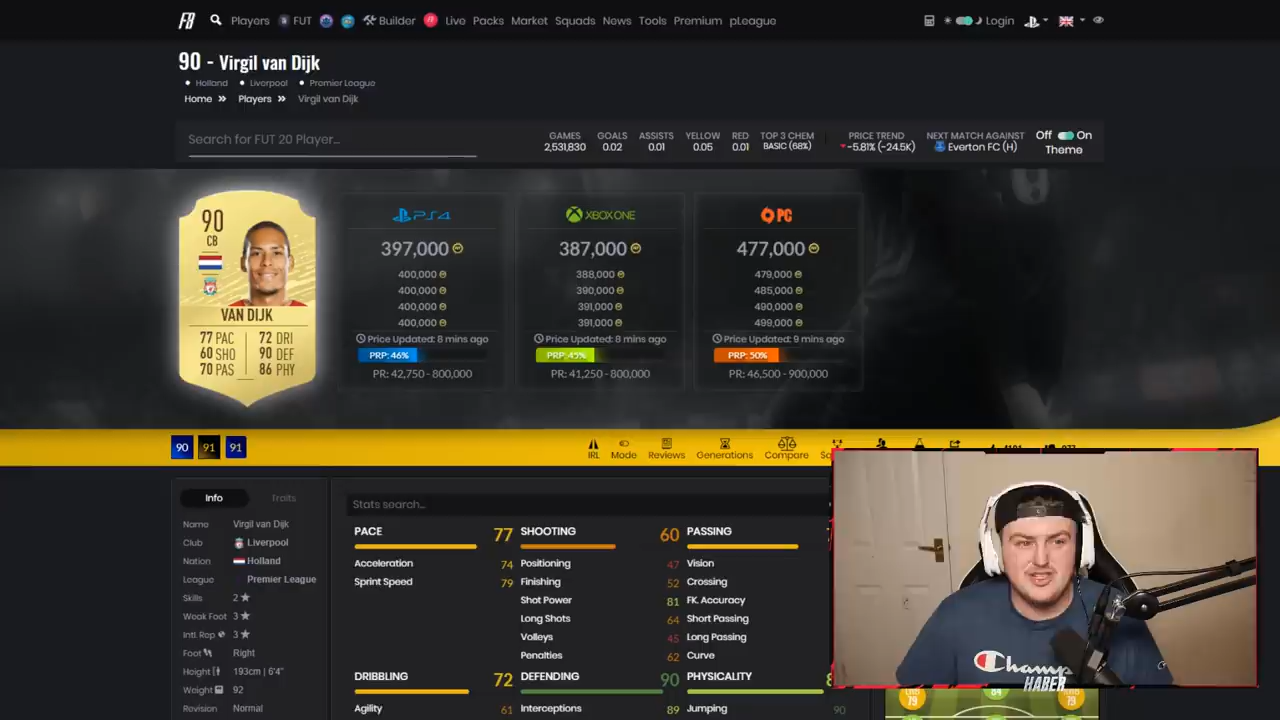 FB Players FUT Builder Live Packs Market Squads News Tools Premium pLeague Login
90 - Virgil van Dijk
Holland Liverpool Premier League
Home » Players » Virgil van Dijk
Search for FUT 20 Player...
GAMES GOALS ASSISTS YELLOW RED TOP 3 CHEM PRICE TREND NEXT MATCH AGAINST Off On
2,531,830 0.02 0.01 0.05 0.01 BASIC (68%) -5.81% (-24.5K) Everton FC (H) Theme
90
CB
VAN DIJK
77 PAC 72 DRI
60 SHO 90 DEF
70 PAS 86 PHY
PS4
397,000
400,000
400,000
400,000
400,000
Price Updated: 8 mins ago
PRP: 46%
PR: 42,750 - 800,000
XBOX ONE
387,000
388,000
390,000
391,000
391,000
Price Updated: 8 mins ago
PRP: 45%
PR: 41,250 - 800,000
PC
477,000
479,000
485,000
490,000
499,000
Price Updated: 9 mins ago
PRP: 50%
PR: 46,500 - 900,000
90 91 91
IRL Mode Reviews Generations Compare
Info Traits
Name Virgil van Dijk
Club Liverpool
Nation Holland
League Premier League
Skills 2
Weak Foot 3
Intl. Rep 3
Foot Right
Height 193cm | 6'4"
Weight 92
Revision Normal
Stats search...
PACE 77
Acceleration 74
Sprint Speed 79
SHOOTING 60
Positioning 47
Finishing 52
Shot Power 81
Long Shots 64
Volleys 45
Penalties 62
PASSING
Vision
Crossing
FK. Accuracy
Short Passing
Long Passing
Curve
DRIBBLING 72
Agility 61
DEFENDING 90
Interceptions 89
PHYSICALITY
Jumping 90
Champ
HABER
79
84
79